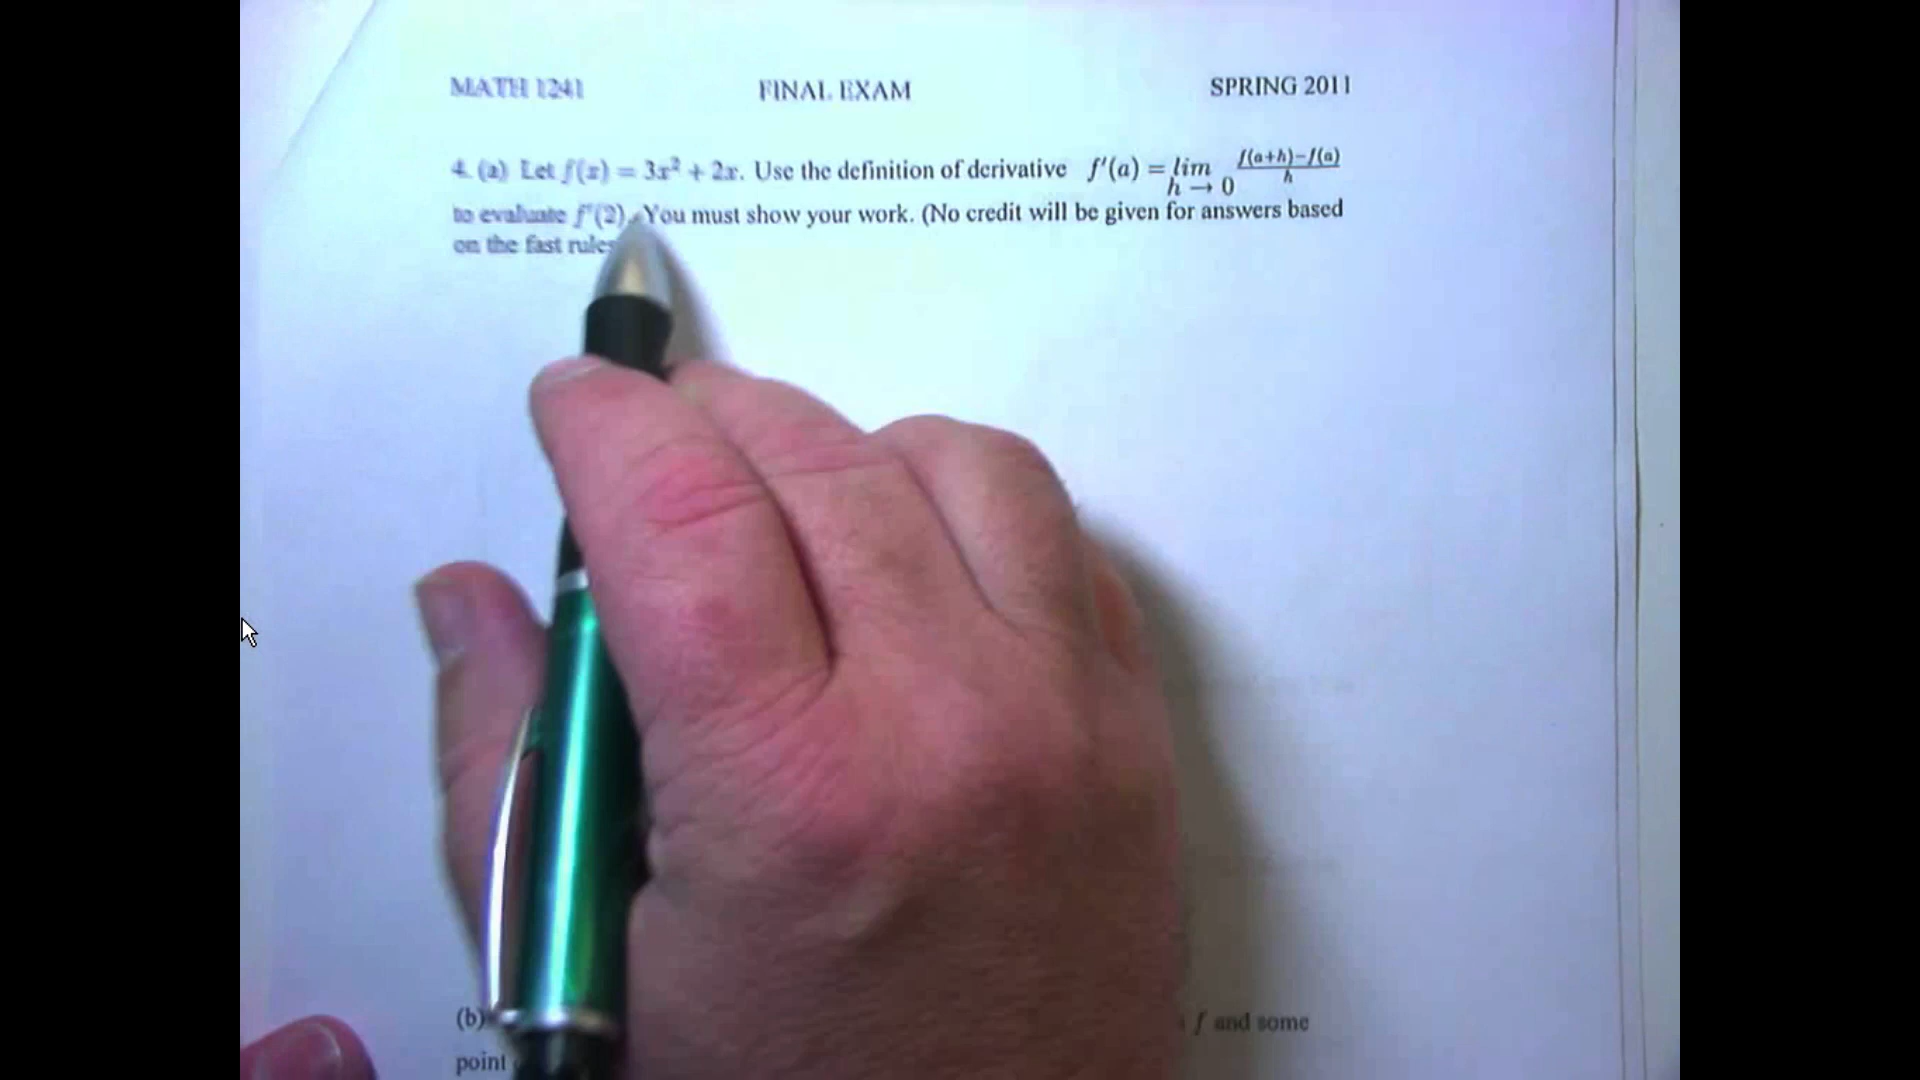 MATH 1241 FINAL EXAM SPRING 2011
4. (a) Let f(x) = 3x² + 2x. Use the definition of derivative f′(a) = lim h → 0 f(a+h)−f(a) / h
to evaluate f′(2). You must show your work. (No credit will be given for answers based
on the fast rules
(b) f and some
point